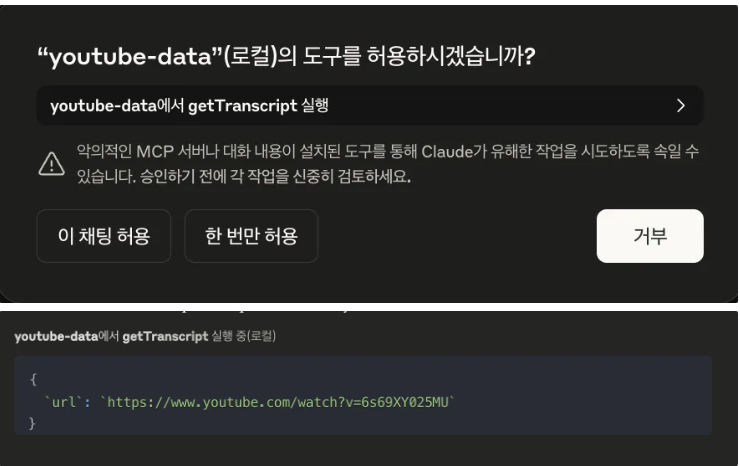 “youtube-data”(로컬)의 도구를 허용하시겠습니까?
youtube-data에서 getTranscript 실행
악의적인 MCP 서버나 대화 내용이 설치된 도구를 통해 Claude가 유해한 작업을 시도하도록 속일 수
있습니다. 승인하기 전에 각 작업을 신중히 검토하세요.
이 채팅 허용
한 번만 허용
거부
youtube-data에서 getTranscript 실행 중(로컬)
{
`url`: `https://www.youtube.com/watch?v=6s69XY025MU`
}